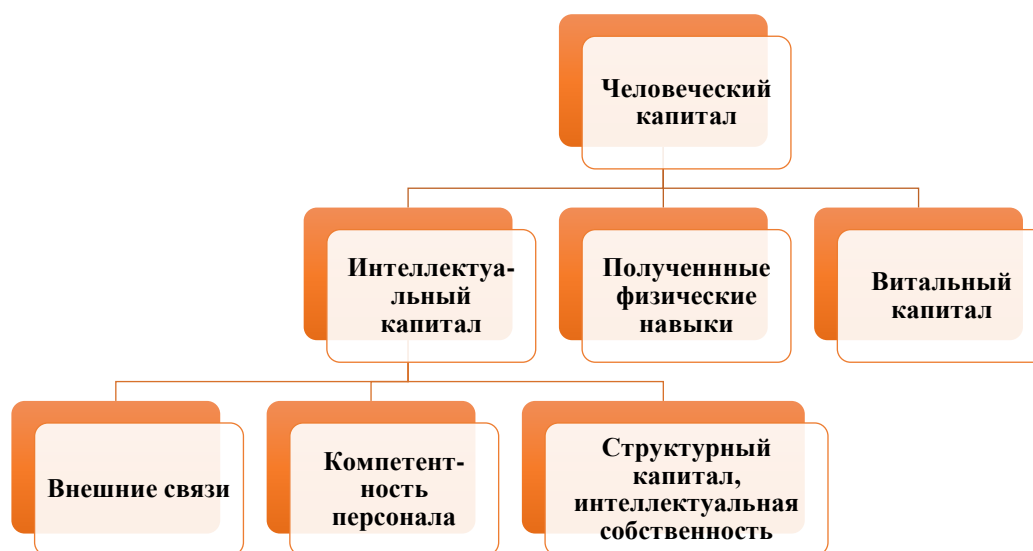 Человеческий
капитал
Интеллектуа-
льный
капитал
Полученнные
физические
навыки
Витальный
капитал
Внешние связи
Компетент-
ность
персонала
Структурный
капитал,
интеллектуальная
собственность